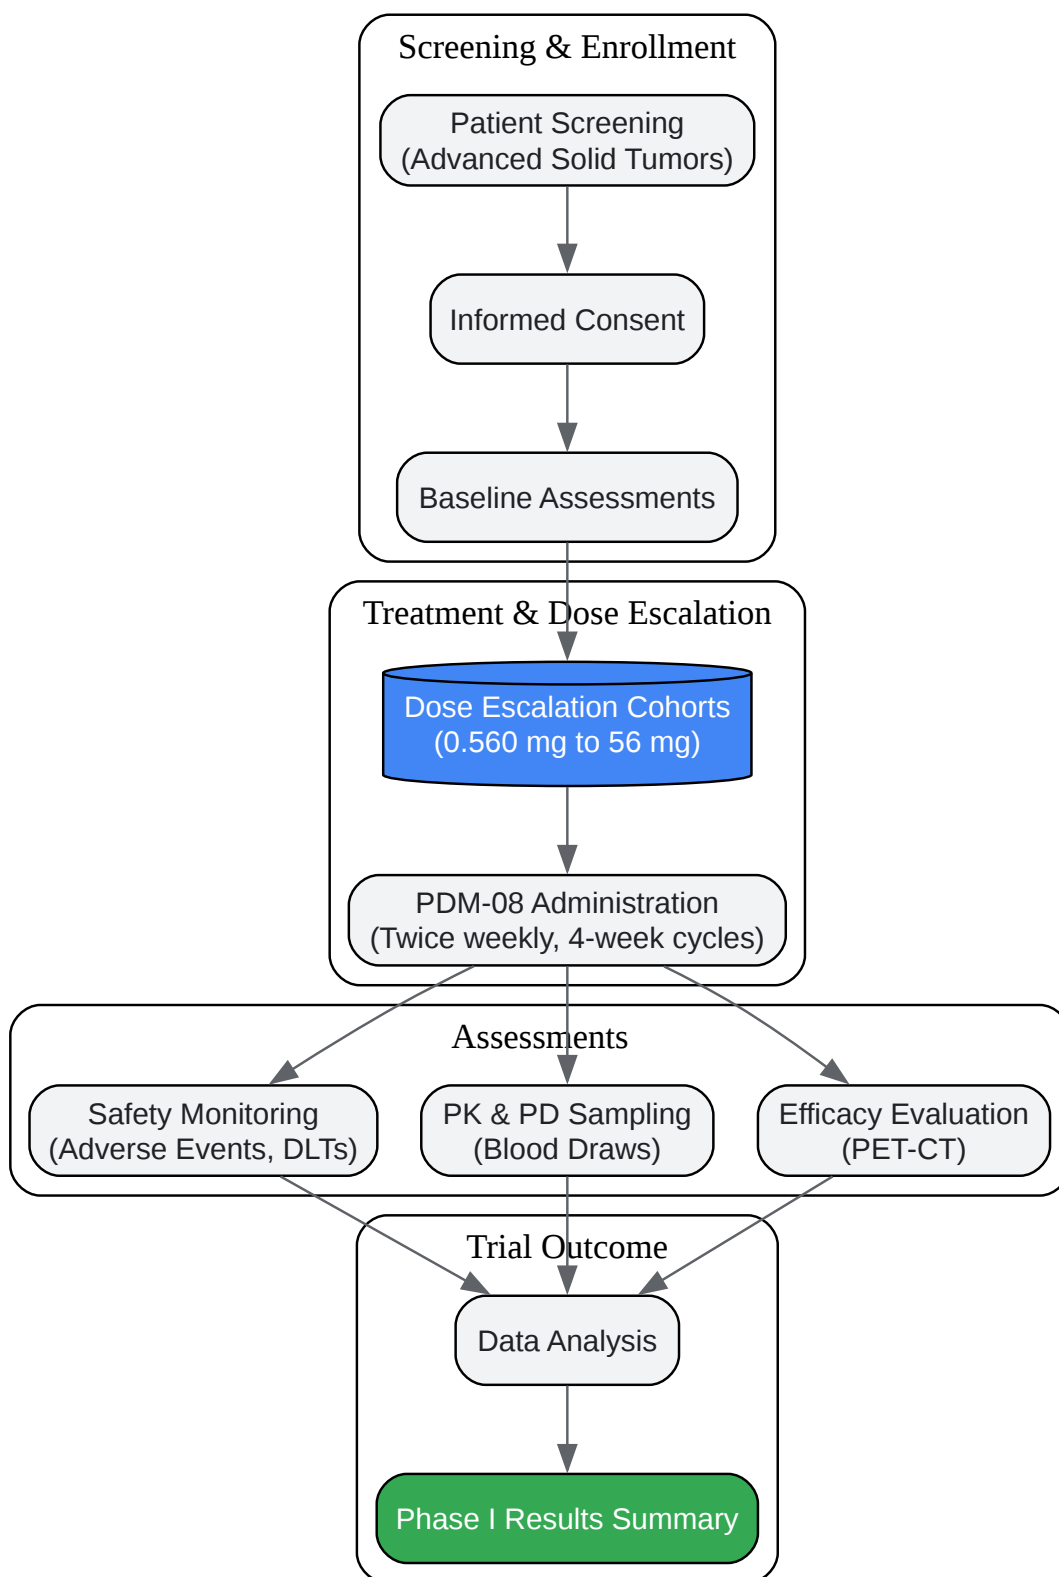 Screening & Enrollment
Patient Screening
(Advanced Solid Tumors)
Informed Consent
Baseline Assessments
Treatment & Dose Escalation
Dose Escalation Cohorts
(0.560 mg to 56 mg)
PDM-08 Administration
(Twice weekly, 4-week cycles)
Assessments
Safety Monitoring
(Adverse Events, DLTs)
PK & PD Sampling
(Blood Draws)
Efficacy Evaluation
(PET-CT)
Trial Outcome
Data Analysis
Phase I Results Summary